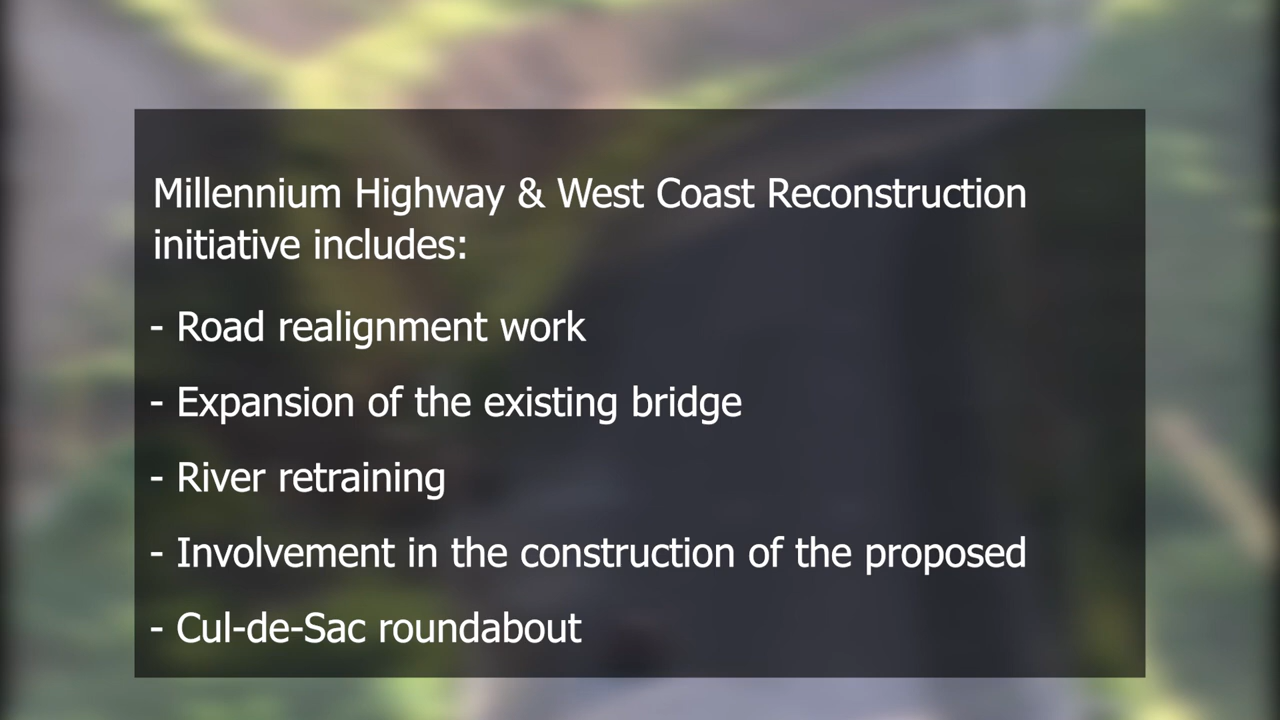 Millennium Highway & West Coast Reconstruction
initiative includes:
- Road realignment work
- Expansion of the existing bridge
- River retraining
- Involvement in the construction of the proposed
- Cul-de-Sac roundabout